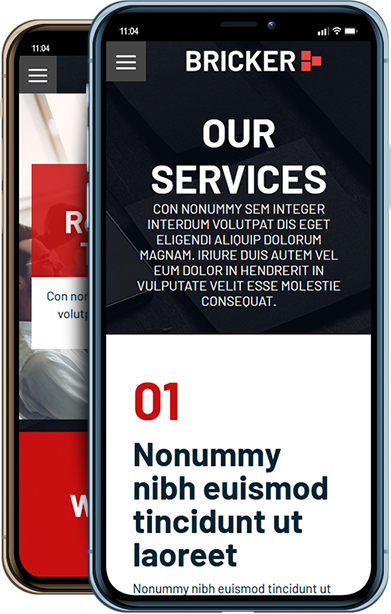 11:04
BRICKER
OUR
SERVICES
CON NONUMMY SEM INTEGER
INTERDUM VOLUTPAT DIS EGET
ELIGENDI ALIQUIP DOLORUM
MAGNAM. IRIURE DUIS AUTEM VEL
EUM DOLOR IN HENDRERIT IN
VULPUTATE VELIT ESSE MOLESTIE
CONSEQUAT.
01
Nonummy
nibh euismod
tincidunt ut
laoreet
Nonummy nibh euismod tincidunt ut
11:04
Con